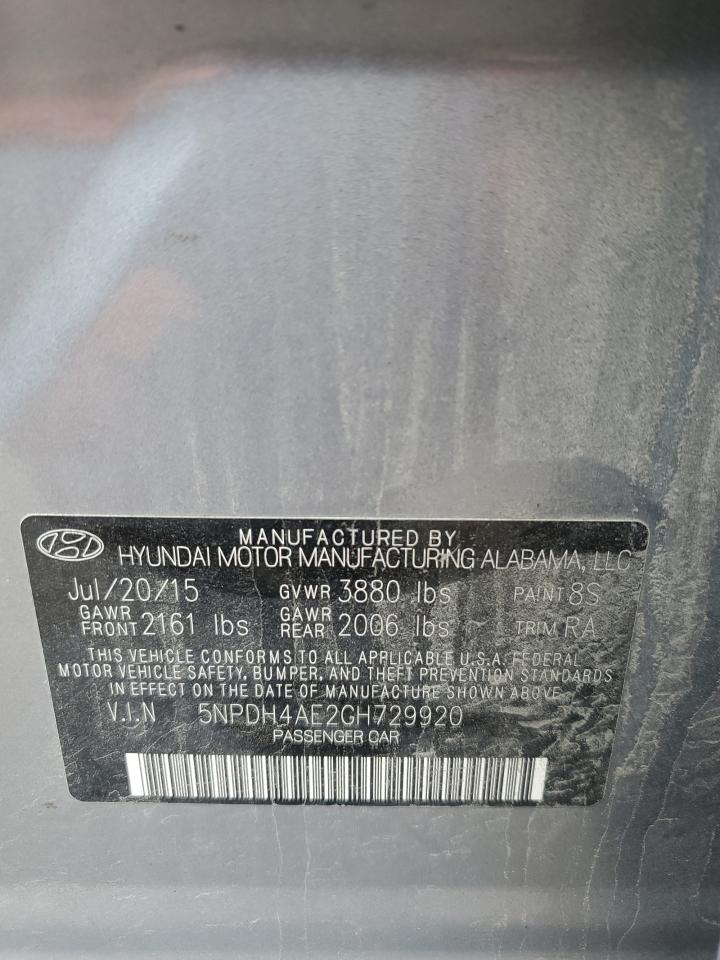 MANUFACTURED BY
HYUNDAI MOTOR MANUFACTURING ALABAMA, LLC
Jul/20/15 GVWR 3880 lbs PAINT 8S
GAWR FRONT 2161 lbs GAWR REAR 2006 lbs TRIM RA
THIS VEHICLE CONFORMS TO ALL APPLICABLE U.S.A. FEDERAL
MOTOR VEHICLE SAFETY, BUMPER, AND THEFT PREVENTION STANDARDS
IN EFFECT ON THE DATE OF MANUFACTURE SHOWN ABOVE.
V.I.N 5NPDH4AE2GH729920
PASSENGER CAR